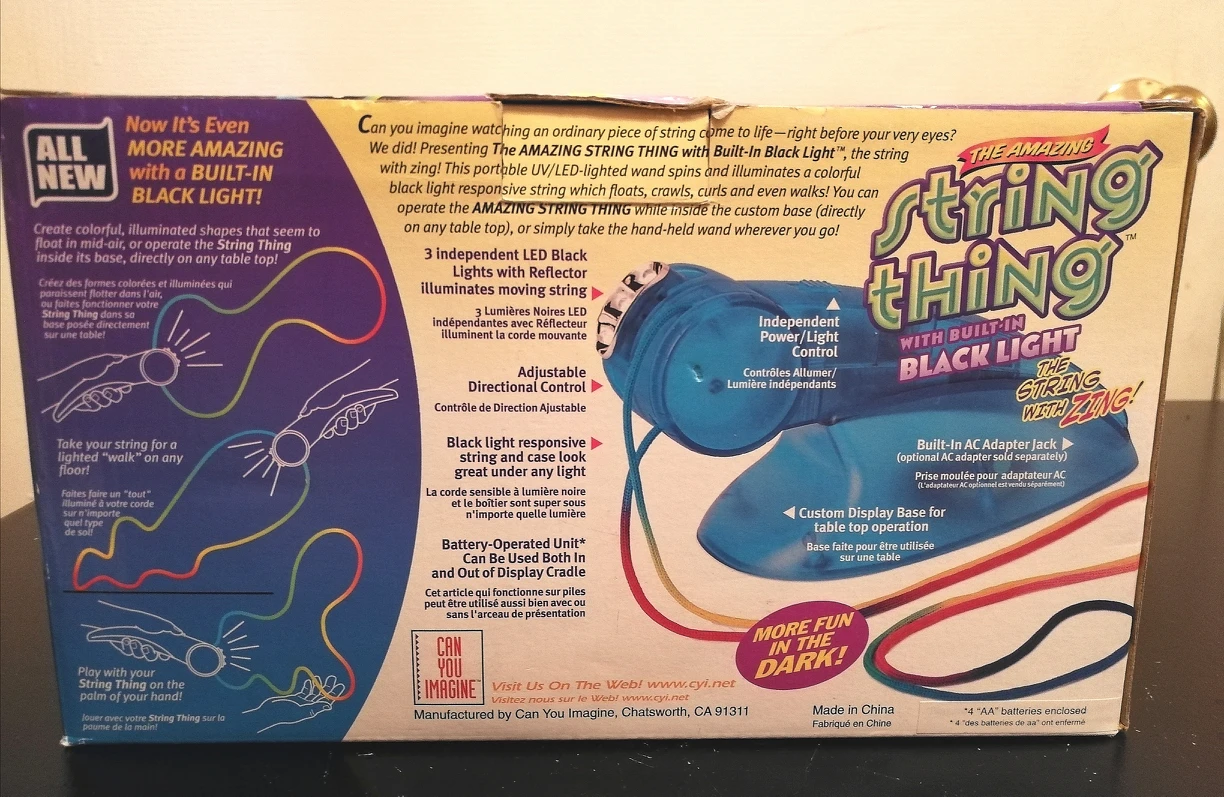 ALL
NEW
Now It's Even
MORE AMAZING
with a BUILT-IN
BLACK LIGHT!
Create colorful, illuminated shapes that seem to
float in mid-air, or operate the String Thing
inside its base, directly on any table top!
Créez des formes colorées et illuminées qui
paraissent flotter dans l'air,
ou faites fonctionner votre
String Thing dans sa
base posée directement
sur une table!
Take your string for a
lighted "walk" on any
floor!
Faites faire un "tout"
illuminé à votre corde
sur n'importe
quel type
de sol!
Play with your
String Thing on the
palm of your hand!
Jouer avec votre String Thing sur la
paume de la main!
Can you imagine watching an ordinary piece of string come to life—right before your very eyes?
We did! Presenting The AMAZING STRING THING with Built-In Black Light™, the string
with zing! This portable UV/LED-lighted wand spins and illuminates a colorful
black light responsive string which floats, crawls, curls and even walks! You can
operate the AMAZING STRING THING while inside the custom base (directly
on any table top), or simply take the hand-held wand wherever you go!
3 independent LED Black
Lights with Reflector
illuminates moving string
3 Lumières Noires LED
indépendantes avec Réflecteur
illuminent la corde mouvante
Adjustable
Directional Control
Contrôle de Direction Ajustable
Black light responsive
string and case look
great under any light
La corde sensible à lumière noire
et le boîtier sont super sous
n'importe quelle lumière
Battery-Operated Unit*
Can Be Used Both In
and Out of Display Cradle
Cet article qui fonctionne sur piles
peut être utilisé aussi bien avec ou
sans l'arceau de présentation
Independent
Power/Light
Control
Contrôles Allumer/
Lumière indépendants
THE AMAZING
String
Thing™
WITH BUILT-IN
BLACK LIGHT
THE
STRING
WITH ZING!
Built-In AC Adapter Jack
(optional AC adapter sold separately)
Prise moulée pour adaptateur AC
(L'adaptateur AC optionnel est vendu séparément)
Custom Display Base for
table top operation
Base faite pour être utilisée
sur une table
MORE FUN
IN THE
DARK!
CAN
YOU
IMAGINE™
Visit Us On The Web! www.cyi.net
Visitez nous sur le Web! www.cyi.net
Manufactured by Can You Imagine, Chatsworth, CA 91311
Made in China
Fabriqué en Chine
*4 "AA" batteries enclosed
* 4 "des batteries de aa" ont enfermé